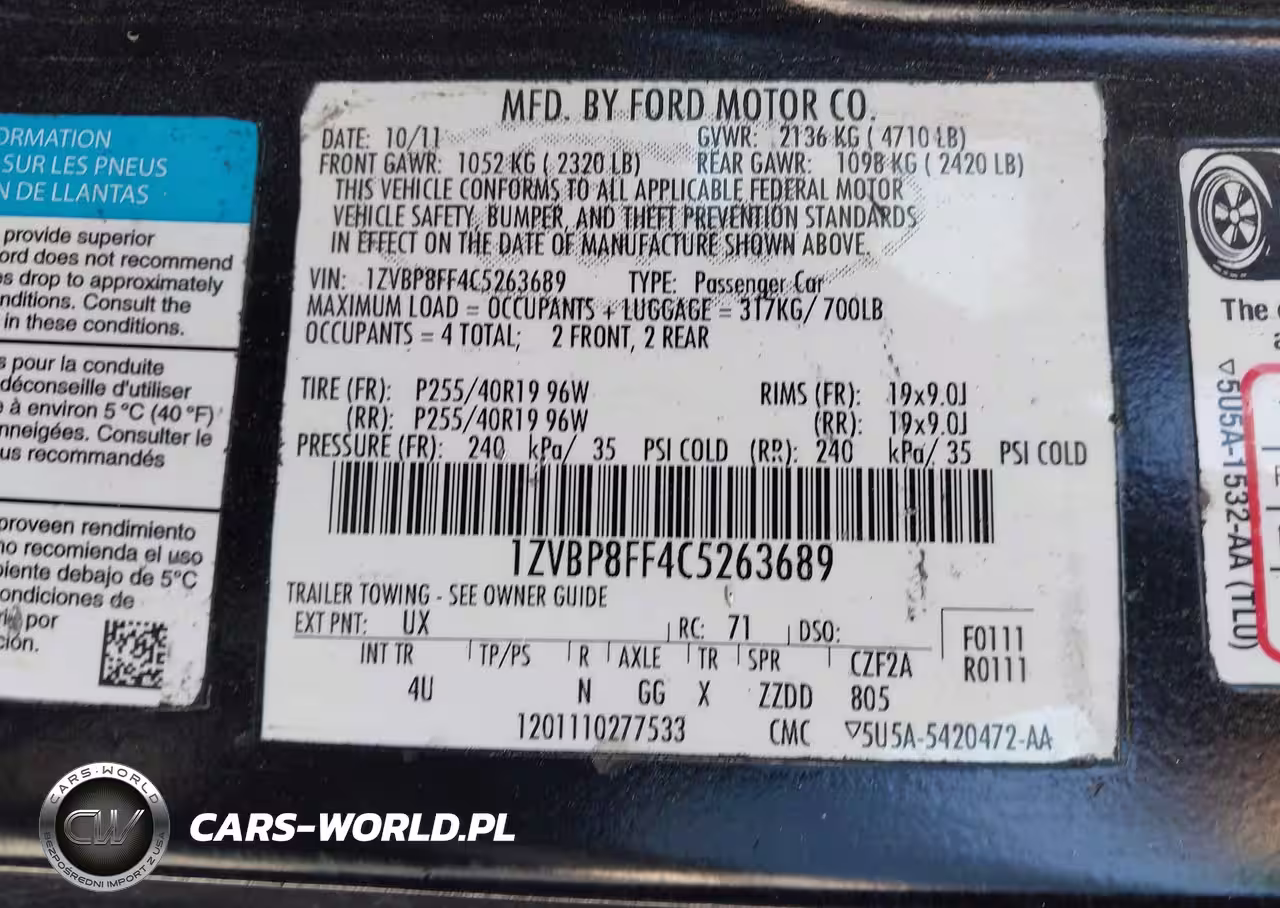 ORMATION
SUR LES PNEUS
N DE LLANTAS
provide superior
ord does not recommend
s drop to approximately
nditions. Consult the
in these conditions.
s pour la conduite
déconseille d'utiliser
à environ 5 °C (40 °F)
nneigées. Consulter le
us recommandés
proveen rendimiento
no recomienda el uso
piente debajo de 5°C
ondiciones de
por
ción.
MFD. BY FORD MOTOR CO.
DATE: 10/11 GVWR: 2136 KG ( 4710 LB)
FRONT GAWR: 1052 KG ( 2320 LB) REAR GAWR: 1098 KG ( 2420 LB)
THIS VEHICLE CONFORMS TO ALL APPLICABLE FEDERAL MOTOR
VEHICLE SAFETY, BUMPER, AND THEFT PREVENTION STANDARDS
IN EFFECT ON THE DATE OF MANUFACTURE SHOWN ABOVE.
VIN: 1ZVBP8FF4C5263689 TYPE: Passenger Car
MAXIMUM LOAD = OCCUPANTS + LUGGAGE = 317KG/ 700LB
OCCUPANTS = 4 TOTAL; 2 FRONT, 2 REAR
TIRE (FR): P255/40R19 96W RIMS (FR): 19x9.0J
(RR): P255/40R19 96W (RR): 19x9.0J
PRESSURE (FR): 240 kPa/ 35 PSI COLD (RR): 240 kPa/ 35 PSI COLD
1ZVBP8FF4C5263689
TRAILER TOWING - SEE OWNER GUIDE
EXT PNT: UX RC: 71 DSO:
F0111
R0111
INT TR TP/PS R AXLE TR SPR CZF2A
4U N GG X ZZDD 805
1201110277533 CMC ▽5U5A-5420472-AA
The
▽5U5A-1532-AA (TLU)
CARS-WORLD
CW
BEZPOŚREDNI IMPORT Z USA
CARS-WORLD.PL